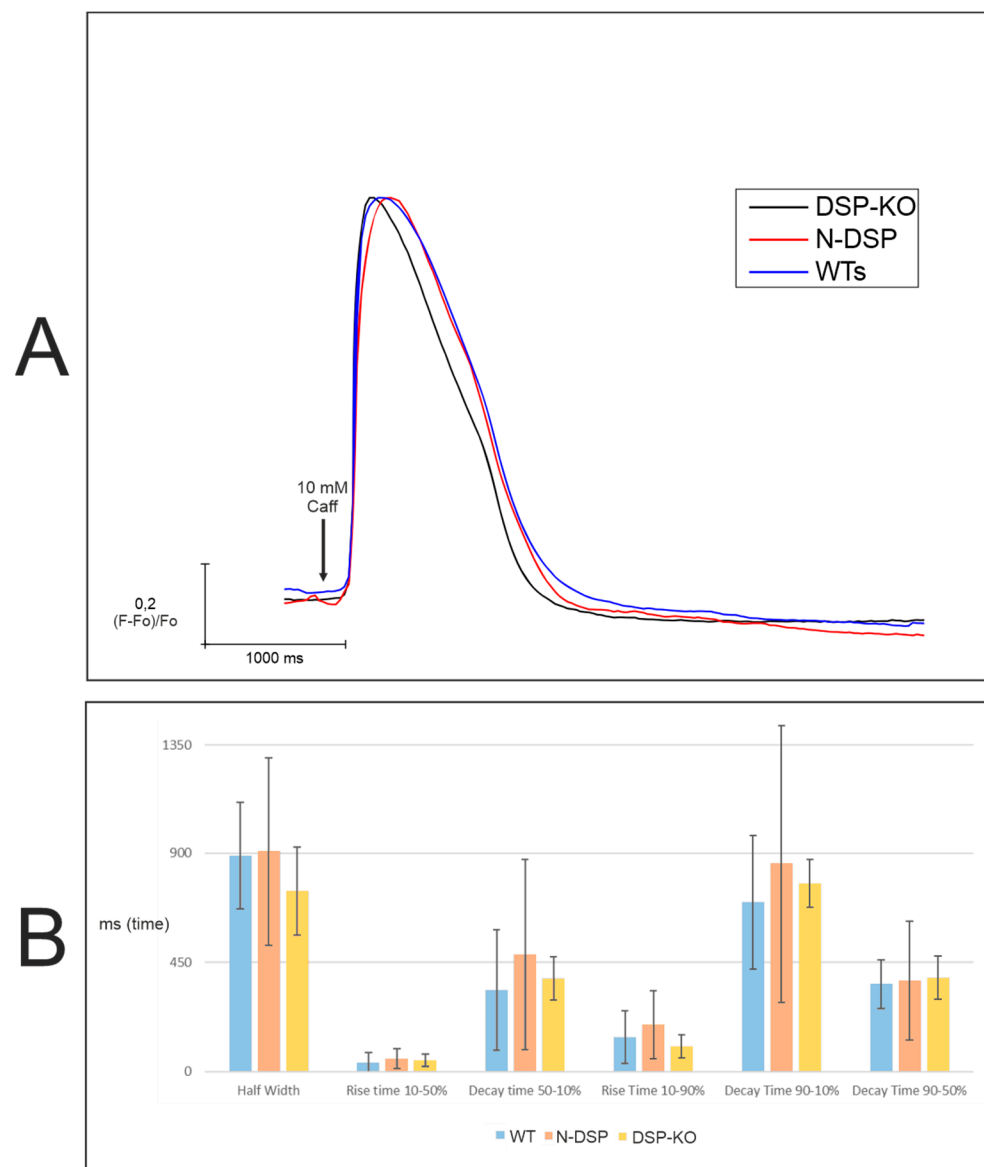 A
DSP-KO
N-DSP
WTs
10 mM
Caff
0,2
(F-Fo)/Fo
1000 ms
B
1350
900
ms (time)
450
0
Half Width
Rise time 10-50%
Decay time 50-10%
Rise Time 10-90%
Decay Time 90-10%
Decay Time 90-50%
WT
N-DSP
DSP-KO